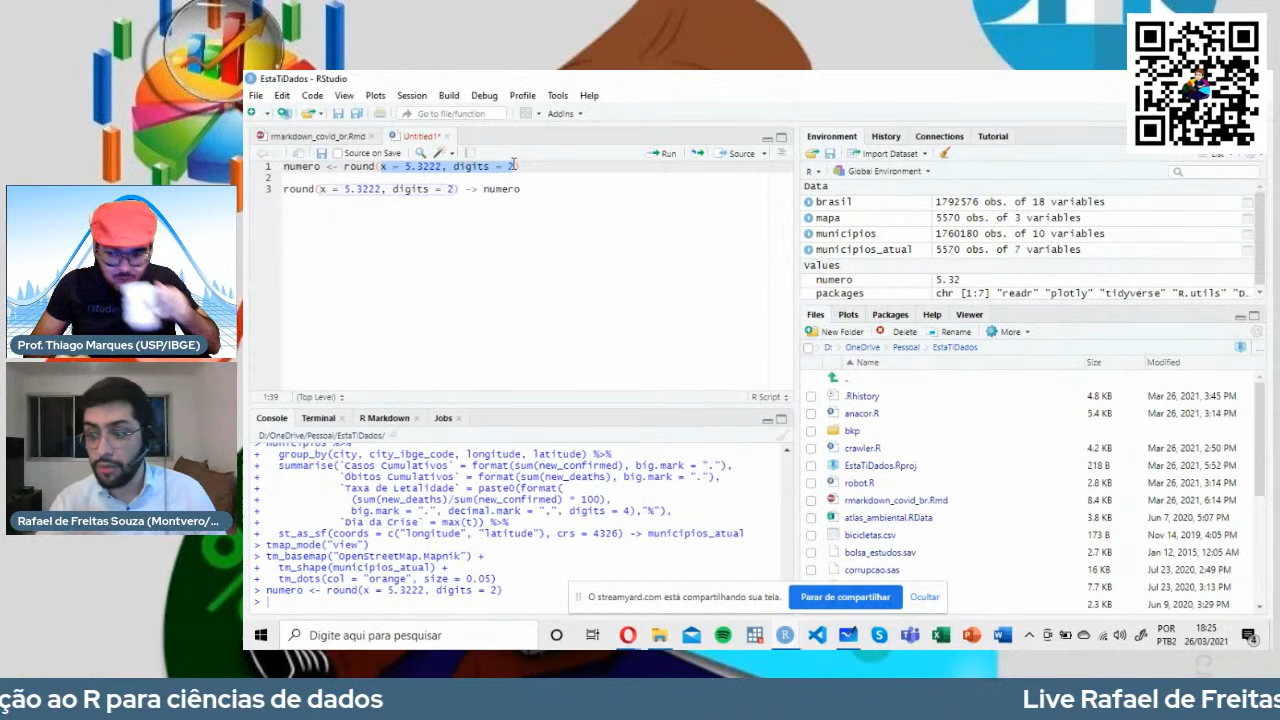 EstaTiDados - RStudio
File Edit Code View Plots Session Build Debug Profile Tools Help
Go to file/function
Addins
rmarkdown_covid_br.Rmd
Untitled1*
Source on Save
Run
Source
1 numero <- round(x = 5.3222, digits = 2)
2
3 round(x = 5.3222, digits = 2) -> numero
1:39 (Top Level) R Script
Console Terminal R Markdown Jobs
D:/OneDrive/Pessoal/EstaTiDados/
> municipios %>%
+ group_by(city, city_ibge_code, longitude, latitude) %>%
+ summarise(`Casos Cumulativos` = format(sum(new_confirmed), big.mark = "."),
+ `Óbitos Cumulativos` = format(sum(new_deaths), big.mark = "."),
+ `Taxa de Letalidade` = paste0(format(
+ (sum(new_deaths)/sum(new_confirmed) * 100),
+ big.mark = ".", decimal.mark = ",", digits = 4),"%"),
+ `Dia da Crise` = max(t)) %>%
+ st_as_sf(coords = c("longitude", "latitude"), crs = 4326) -> municipios_atual
> tmap_mode("view")
> tm_basemap("OpenStreetMap.Mapnik") +
+ tm_shape(municipios_atual) +
+ tm_dots(col = "orange", size = 0.05)
> numero <- round(x = 5.3222, digits = 2)
>
Environment History Connections Tutorial
Import Dataset
R Global Environment
Data
brasil 1792576 obs. of 18 variables
mapa 5570 obs. of 3 variables
municipios 1760180 obs. of 10 variables
municipios_atual 5570 obs. of 7 variables
Values
numero 5.32
packages chr [1:7] "readr" "plotly" "tidyverse" "R.utils" "D…
Files Plots Packages Help Viewer
New Folder Delete Rename More
D: OneDrive Pessoal EstaTiDados
Name Size Modified
..
.Rhistory 4.8 KB Mar 26, 2021, 3:45 PM
anacor.R 5.4 KB Mar 26, 2021, 3:14 PM
bkp
crawler.R 4.2 KB Mar 26, 2021, 3:14 PM
EstaTiDados.Rproj 218 B Mar 26, 2021, 5:52 PM
robot.R 2.8 KB Mar 26, 2021, 3:14 PM
rmarkdown_covid_br.Rmd 8.4 KB Mar 26, 2021, 6:14 PM
atlas_ambiental.RData 3.8 KB Jun 7, 2020, 5:07 PM
bicicletas.csv 173 B Nov 14, 2019, 4:05 PM
bolsa_estudos.sav 2.7 KB Jan 12, 2015, 12:05 AM
corrupcao.sas 16 KB Jul 23, 2020, 2:49 PM
7.7 KB Jul 23, 2020, 3:13 PM
2.3 KB Jun 9, 2020, 3:29 PM
O streamyard.com está compartilhando sua tela.
Parar de compartilhar
Ocultar
Digite aqui para pesquisar
POR
PTB2
18:25
26/03/2021
4
rstudio
Prof. Thiago Marques (USP/IBGE)
Rafael de Freitas Souza (Montvero/...
ção ao R para ciências de dados
Live Rafael de Freitas